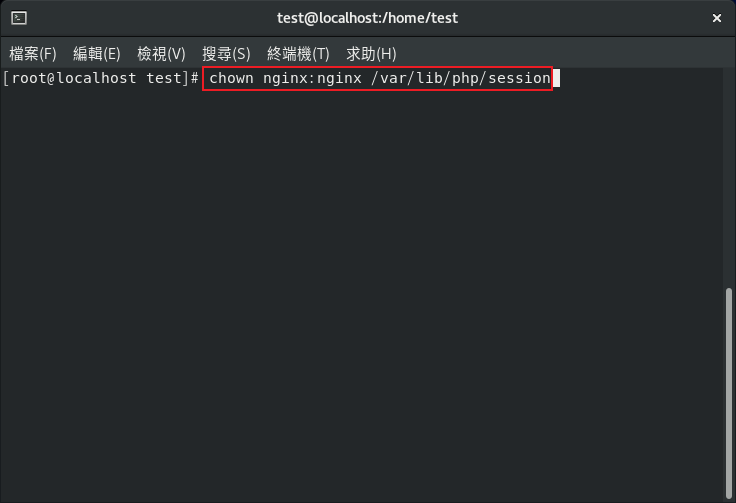 test@localhost:/home/test
檔案(F) 編輯(E) 檢視(V) 搜尋(S) 終端機(T) 求助(H)
[root@localhost test]# chown nginx:nginx /var/lib/php/session